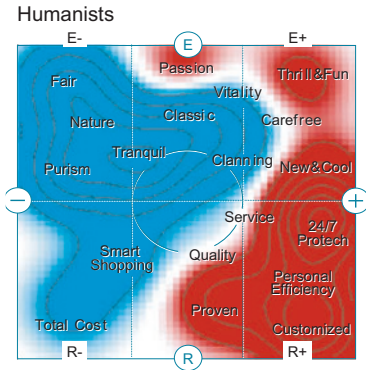 Humanists
E- E E+
Passion
Fair Thrill&Fun
Vitality
Nature Classic Carefree
Tranquil Clanning
Purism New&Cool
− +
Service
24/7
Protech
Smart
Shopping
Quality
Personal
Efficiency
Proven
Total Cost Customized
R- R R+